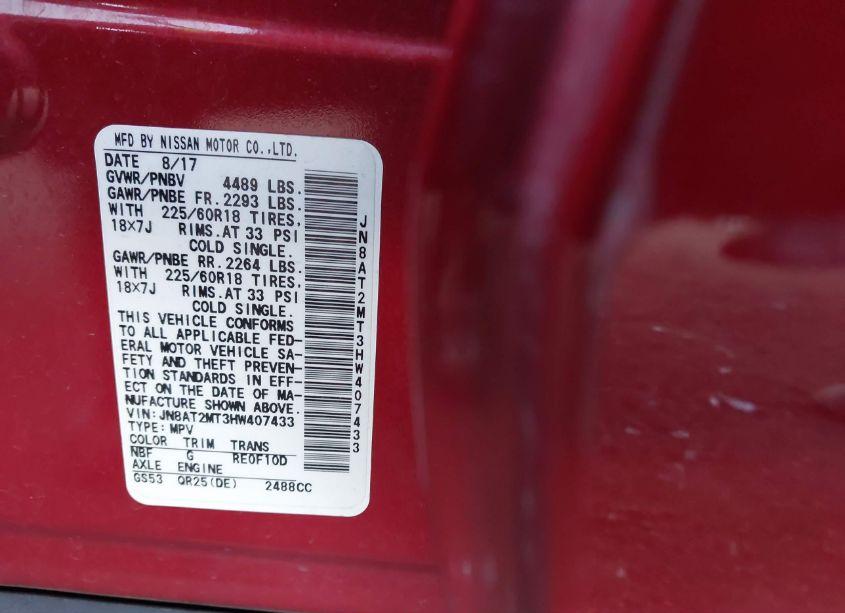 MFD BY NISSAN MOTOR CO.,LTD.
DATE 8/17
GVWR/PNBV 4489 LBS.
GAWR/PNBE FR. 2293 LBS.
WITH 225/60R18 TIRES,
18×7J RIMS.AT 33 PSI
COLD SINGLE.
GAWR/PNBE RR. 2264 LBS.
WITH 225/60R18 TIRES,
18×7J RIMS.AT 33 PSI
COLD SINGLE.
THIS VEHICLE CONFORMS
TO ALL APPLICABLE FED-
ERAL MOTOR VEHICLE SA-
FETY AND THEFT PREVEN-
TION STANDARDS IN EFF-
ECT ON THE DATE OF MA-
NUFACTURE SHOWN ABOVE.
VIN: JN8AT2MT3HW407433
TYPE: MPV
COLOR TRIM TRANS
NBF G RE0F10D
AXLE ENGINE
GS53 QR25(DE) 2488CC
JN8AT2MT3HW407433